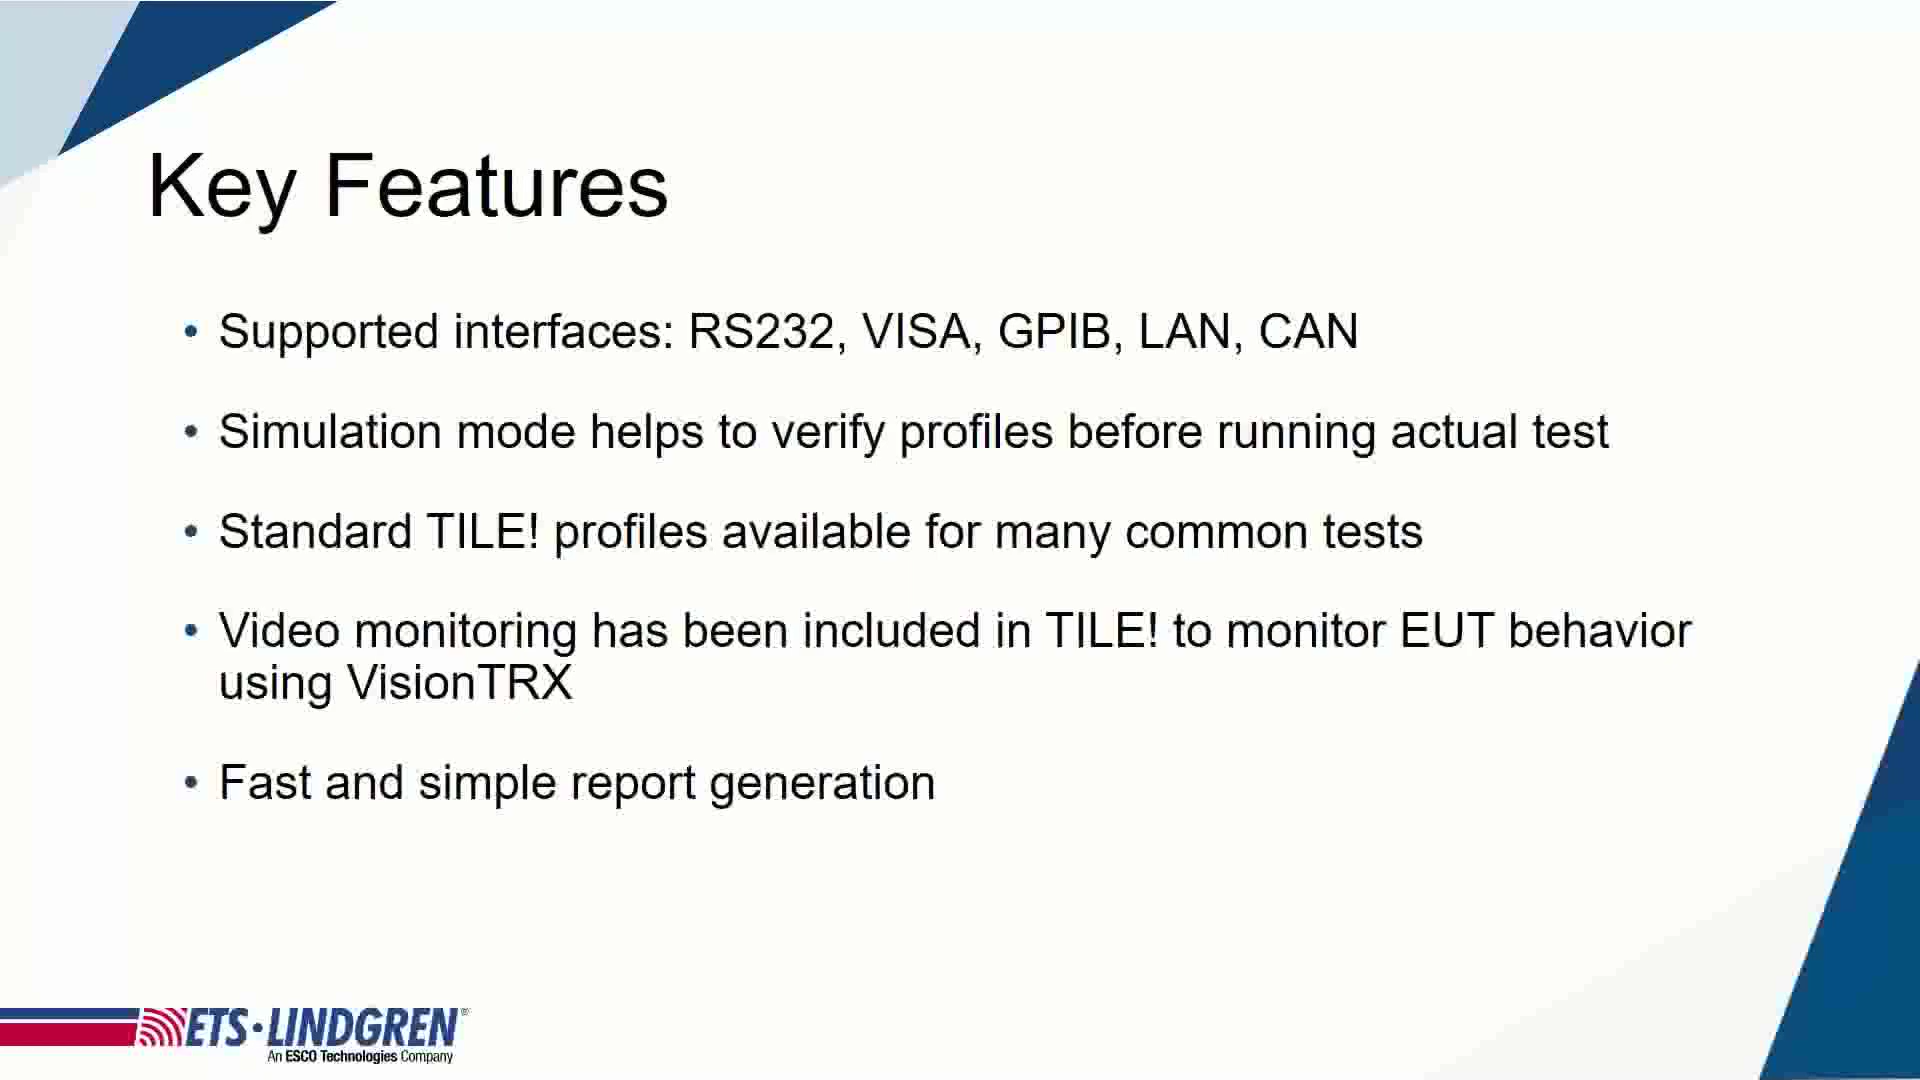 Key Features
• Supported interfaces: RS232, VISA, GPIB, LAN, CAN
• Simulation mode helps to verify profiles before running actual test
• Standard TILE! profiles available for many common tests
• Video monitoring has been included in TILE! to monitor EUT behavior
using VisionTRX
• Fast and simple report generation
ETS·LINDGREN®
An ESCO Technologies Company